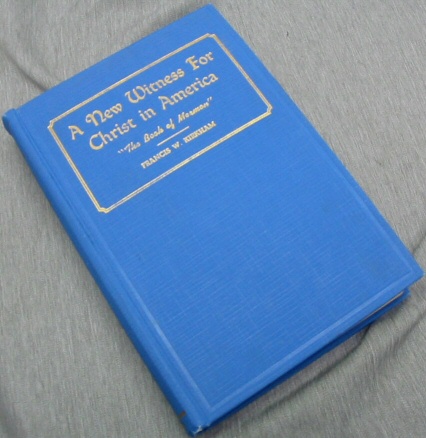 A New Witness For
Christ in America
"The Book of Mormon"
FRANCIS W. KIRKHAM